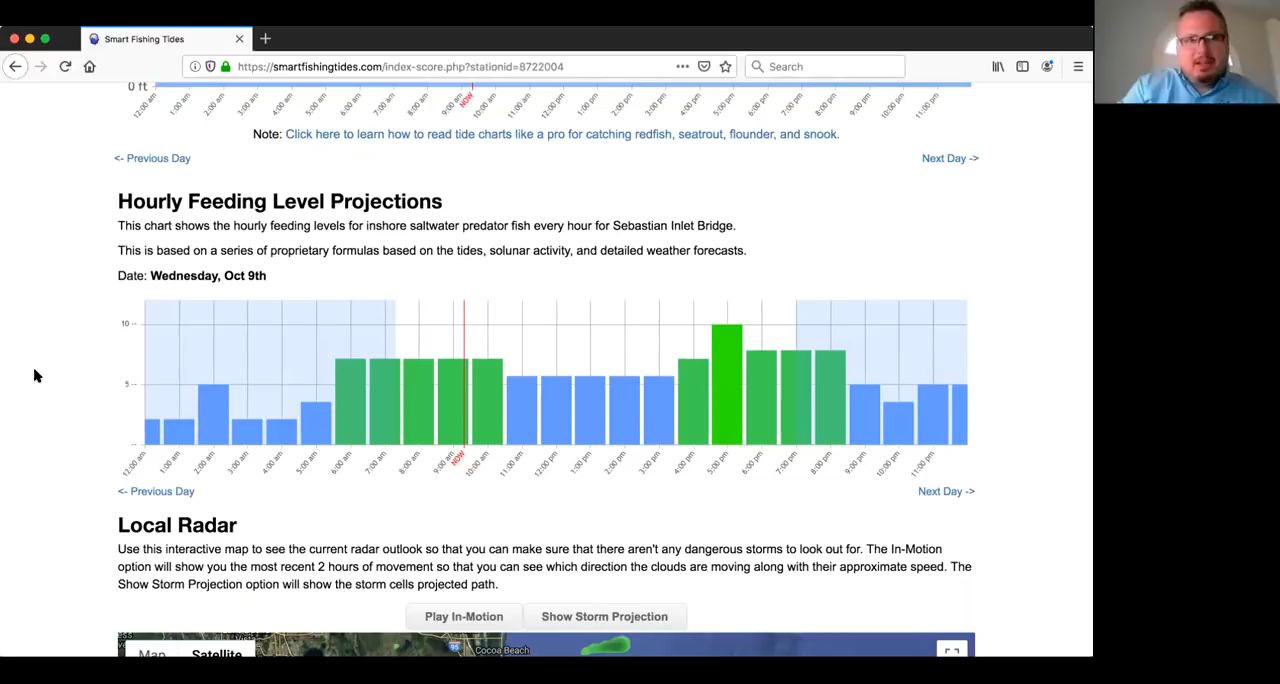 Smart Fishing Tides
https://smartfishingtides.com/index-score.php?stationid=8722004
Search
0 ft
12:00 am 1:00 am 2:00 am 3:00 am 4:00 am 5:00 am 6:00 am 7:00 am 8:00 am 9:00 am NOW 10:00 am 11:00 am 12:00 pm 1:00 pm 2:00 pm 3:00 pm 4:00 pm 5:00 pm 6:00 pm 7:00 pm 8:00 pm 9:00 pm 10:00 pm 11:00 pm
Note: Click here to learn how to read tide charts like a pro for catching redfish, seatrout, flounder, and snook.
<- Previous Day
Next Day ->
Hourly Feeding Level Projections
This chart shows the hourly feeding levels for inshore saltwater predator fish every hour for Sebastian Inlet Bridge.
This is based on a series of proprietary formulas based on the tides, solunar activity, and detailed weather forecasts.
Date: Wednesday, Oct 9th
10 --
5 --
--
12:00 am 1:00 am 2:00 am 3:00 am 4:00 am 5:00 am 6:00 am 7:00 am 8:00 am 9:00 am NOW 10:00 am 11:00 am 12:00 pm 1:00 pm 2:00 pm 3:00 pm 4:00 pm 5:00 pm 6:00 pm 7:00 pm 8:00 pm 9:00 pm 10:00 pm 11:00 pm
<- Previous Day
Next Day ->
Local Radar
Use this interactive map to see the current radar outlook so that you can make sure that there aren't any dangerous storms to look out for. The In-Motion
option will show you the most recent 2 hours of movement so that you can see which direction the clouds are moving along with their approximate speed. The
Show Storm Projection option will show the storm cells projected path.
Play In-Motion
Show Storm Projection
Map
Satellite
95
Cocoa Beach